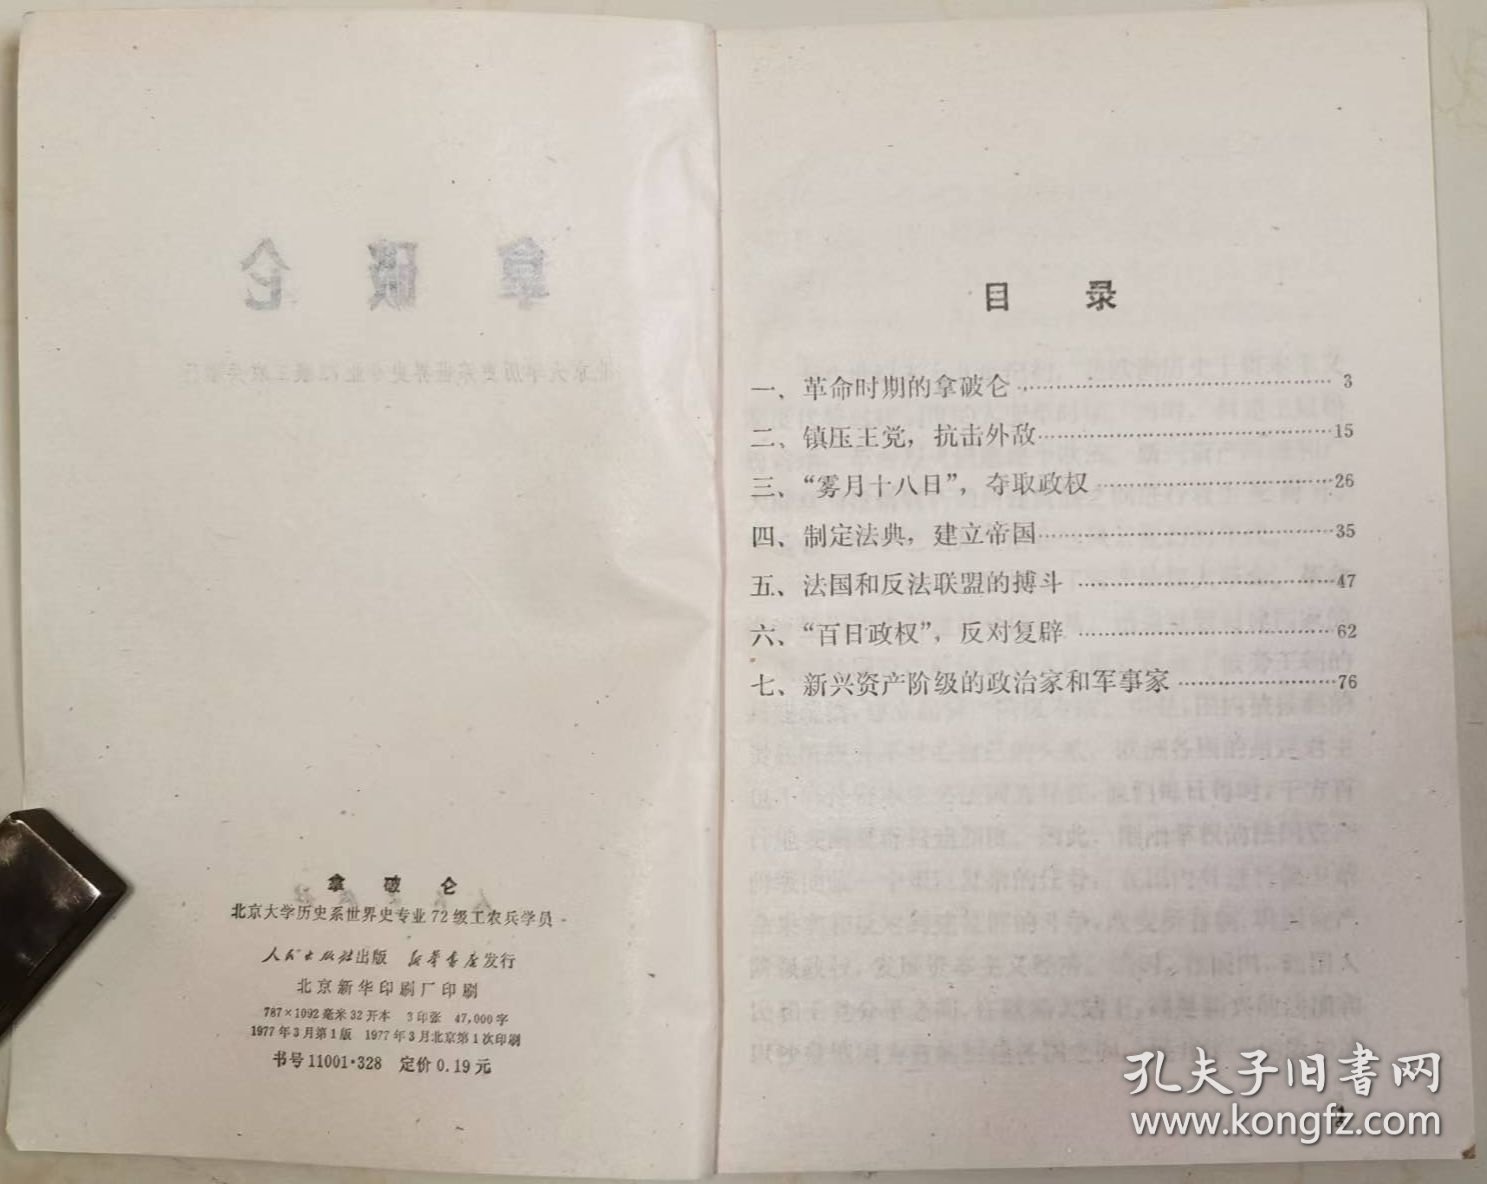 拿破仑
北京大学历史系世界史专业72级工农兵学员
人民出版社出版 新华书店发行
北京新华印刷厂印刷
787×1092毫米32开本 3印张 47,000字
1977年3月第1版 1977年3月北京第1次印刷
书号11001·328 定价0.19元
目录
一、革命时期的拿破仑……3
二、镇压王党，抗击外敌……15
三、“雾月十八日”，夺取政权……26
四、制定法典，建立帝国……35
五、法国和反法联盟的搏斗……47
六、“百日政权”，反对复辟……62
七、新兴资产阶级的政治家和军事家……76
孔夫子旧书网
www.kongfz.com